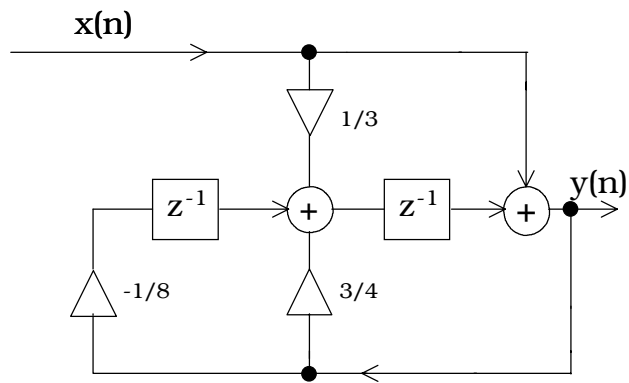 x(n)
1/3
z⁻¹
+
z⁻¹
+
y(n)
-1/8
3/4